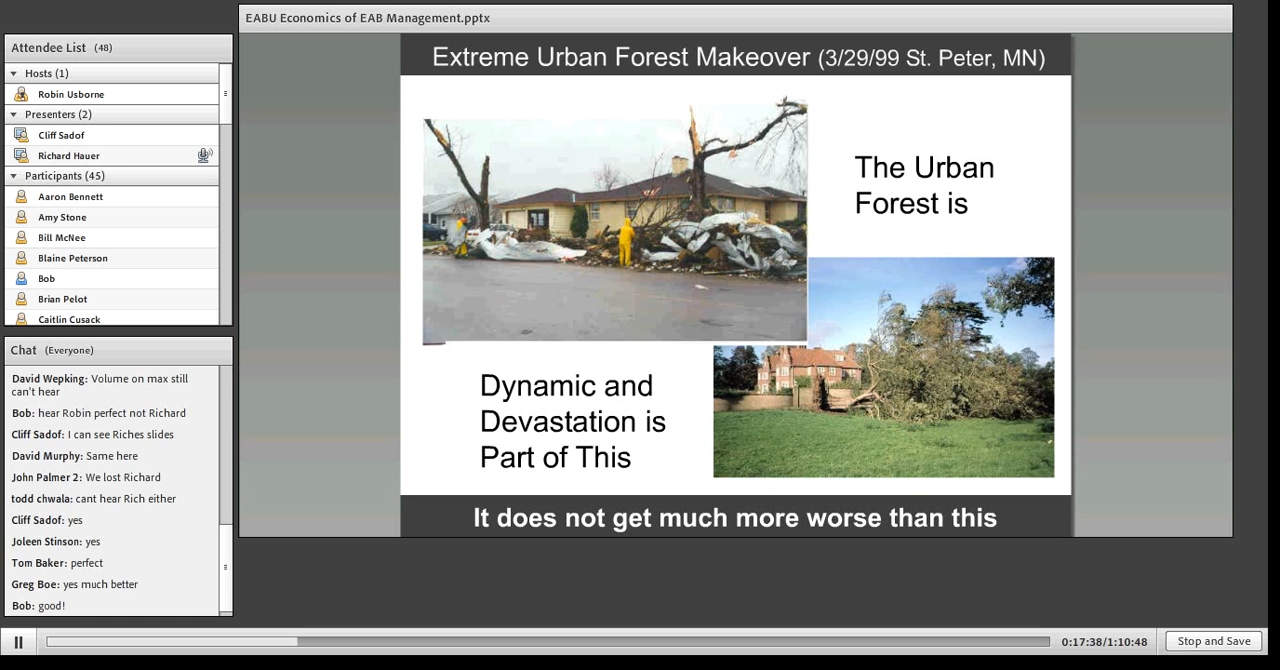 EABU Economics of EAB Management.pptx
Attendee List (48)
Hosts (1)
Robin Usborne
Presenters (2)
Cliff Sadof
Richard Hauer
Participants (45)
Aaron Bennett
Amy Stone
Bill McNee
Blaine Peterson
Bob
Brian Pelot
Caitlin Cusack
Chat (Everyone)
David Wepking: Volume on max still
can't hear
Bob: hear Robin perfect not Richard
Cliff Sadof: I can see Riches slides
David Murphy: Same here
John Palmer 2: We lost Richard
todd chwala: cant hear Rich either
Cliff Sadof: yes
Joleen Stinson: yes
Tom Baker: perfect
Greg Boe: yes much better
Bob: good!
Extreme Urban Forest Makeover (3/29/99 St. Peter, MN)
The Urban
Forest is
Dynamic and
Devastation is
Part of This
It does not get much more worse than this
0:17:38/1:10:48
Stop and Save